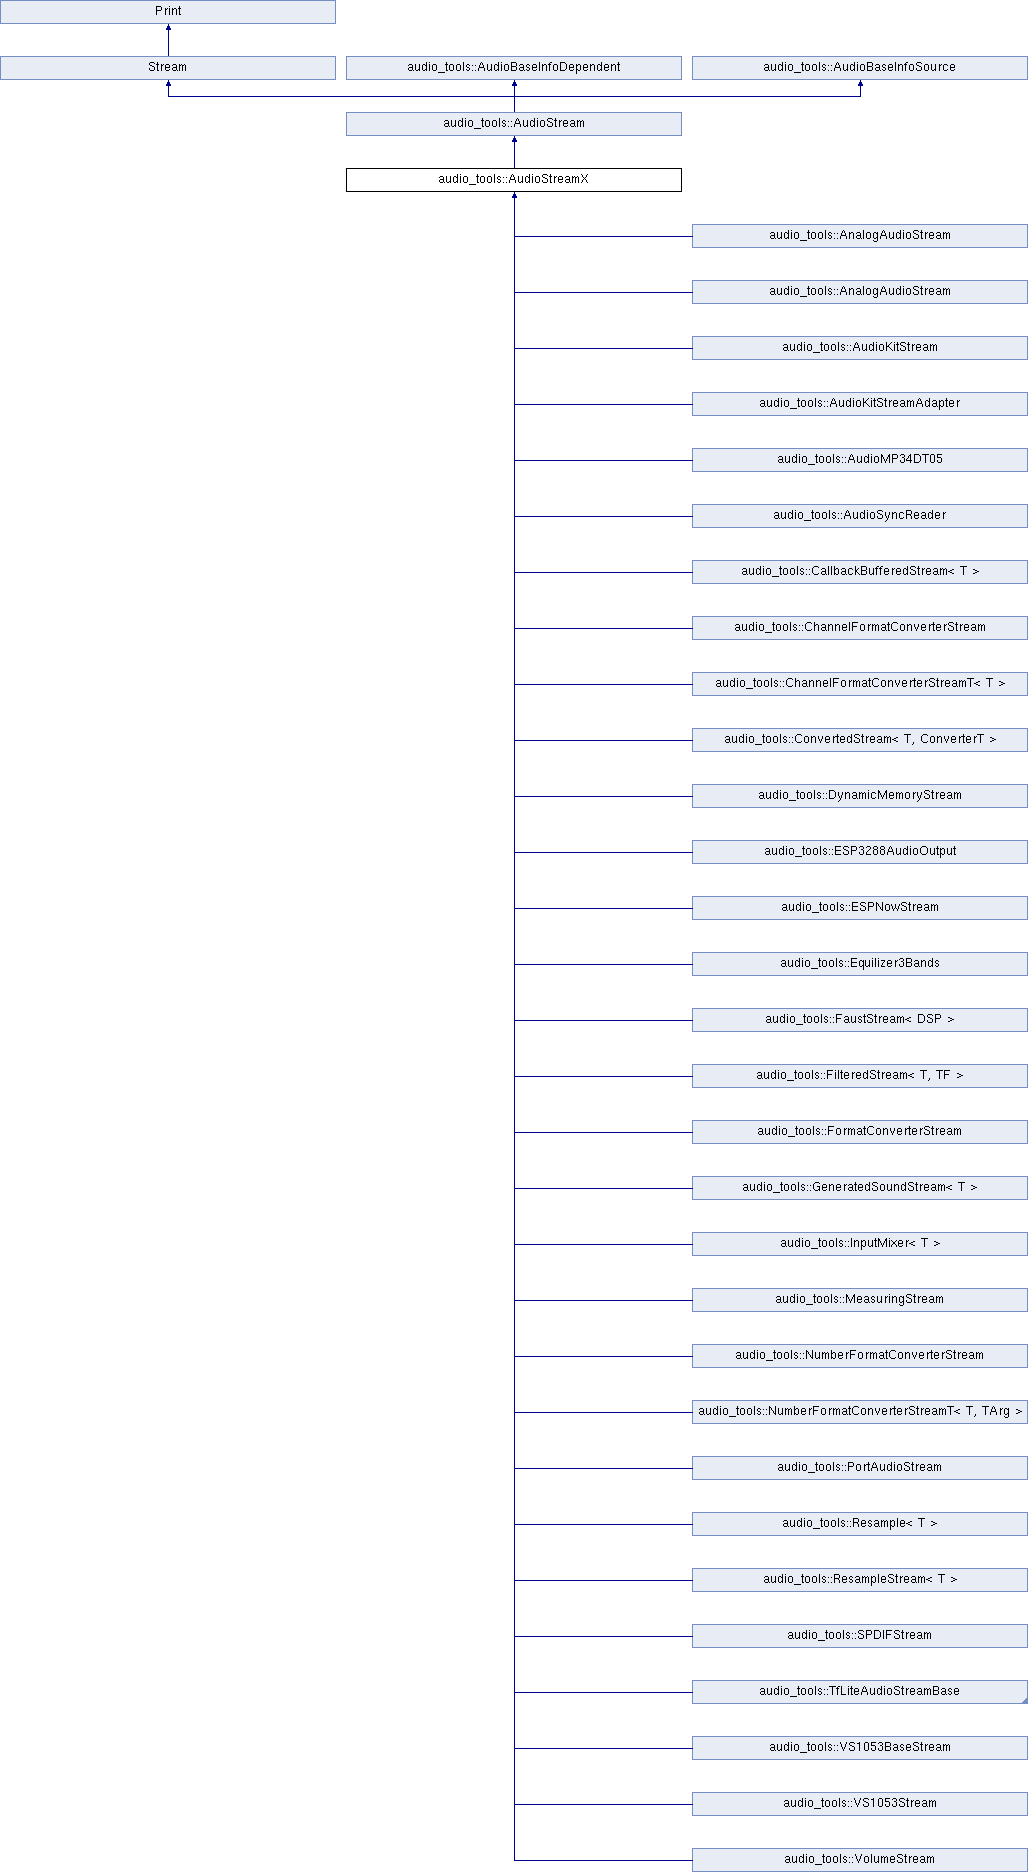 Print
Stream
audio_tools::AudioBaseInfoDependent
audio_tools::AudioBaseInfoSource
audio_tools::AudioStream
audio_tools::AudioStreamX
audio_tools::AnalogAudioStream
audio_tools::AnalogAudioStream
audio_tools::AudioKitStream
audio_tools::AudioKitStreamAdapter
audio_tools::AudioMP34DT05
audio_tools::AudioSyncReader
audio_tools::CallbackBufferedStream< T >
audio_tools::ChannelFormatConverterStream
audio_tools::ChannelFormatConverterStreamT< T >
audio_tools::ConvertedStream< T, ConverterT >
audio_tools::DynamicMemoryStream
audio_tools::ESP3288AudioOutput
audio_tools::ESPNowStream
audio_tools::Equilizer3Bands
audio_tools::FaustStream< DSP >
audio_tools::FilteredStream< T, TF >
audio_tools::FormatConverterStream
audio_tools::GeneratedSoundStream< T >
audio_tools::InputMixer< T >
audio_tools::MeasuringStream
audio_tools::NumberFormatConverterStream
audio_tools::NumberFormatConverterStreamT< T, TArg >
audio_tools::PortAudioStream
audio_tools::Resample< T >
audio_tools::ResampleStream< T >
audio_tools::SPDIFStream
audio_tools::TfLiteAudioStreamBase
audio_tools::VS1053BaseStream
audio_tools::VS1053Stream
audio_tools::VolumeStream